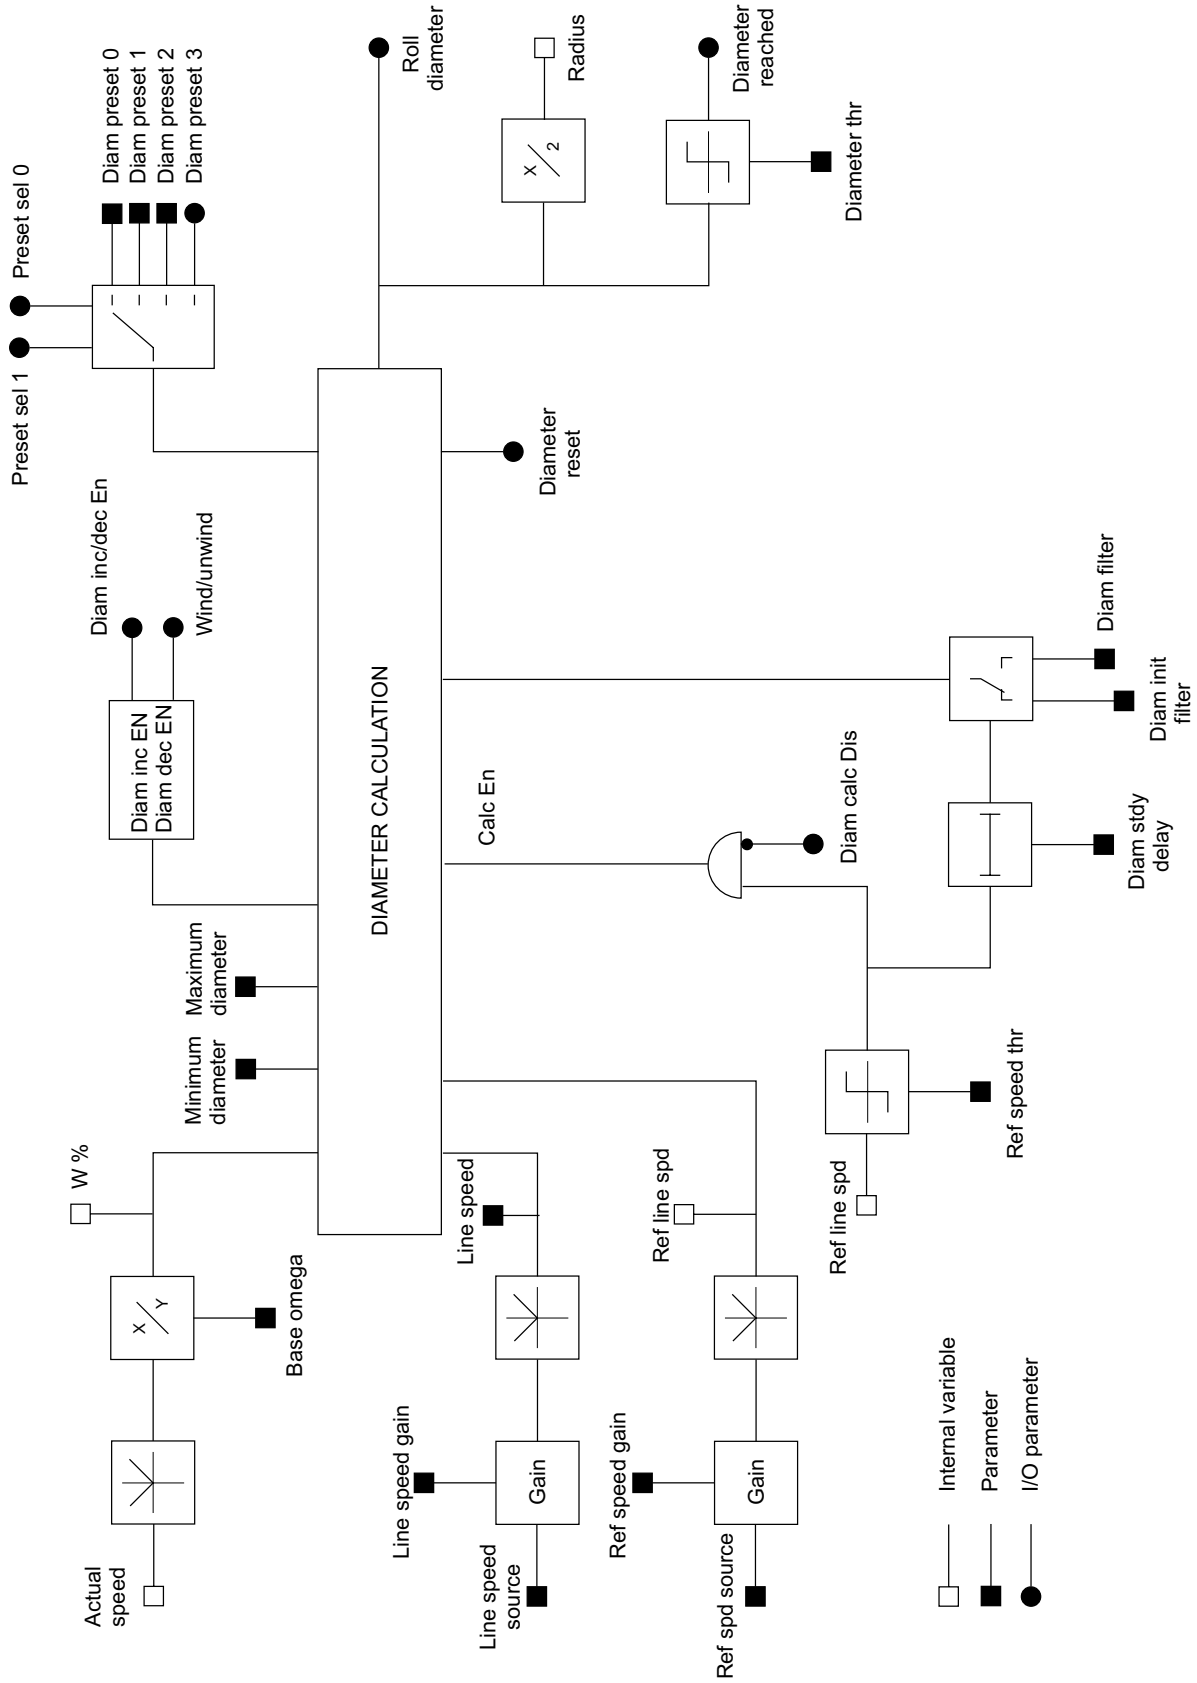 Actual
speed
W %
X
Y
Base omega
Minimum
diameter
Maximum
diameter
Diam inc EN
Diam dec EN
Diam inc/dec En
Wind/unwind
Preset sel 1
Preset sel 0
Diam preset 0
Diam preset 1
Diam preset 2
Diam preset 3
DIAMETER CALCULATION
Roll
diameter
X
2
Radius
Diameter
reached
Diameter thr
Diameter
reset
Line speed gain
Line speed
source
Gain
Line speed
Ref speed gain
Ref spd source
Gain
Ref line spd
Calc En
Diam calc Dis
Ref line spd
Ref speed thr
Diam stdy
delay
Diam init
filter
Diam filter
Internal variable
Parameter
I/O parameter